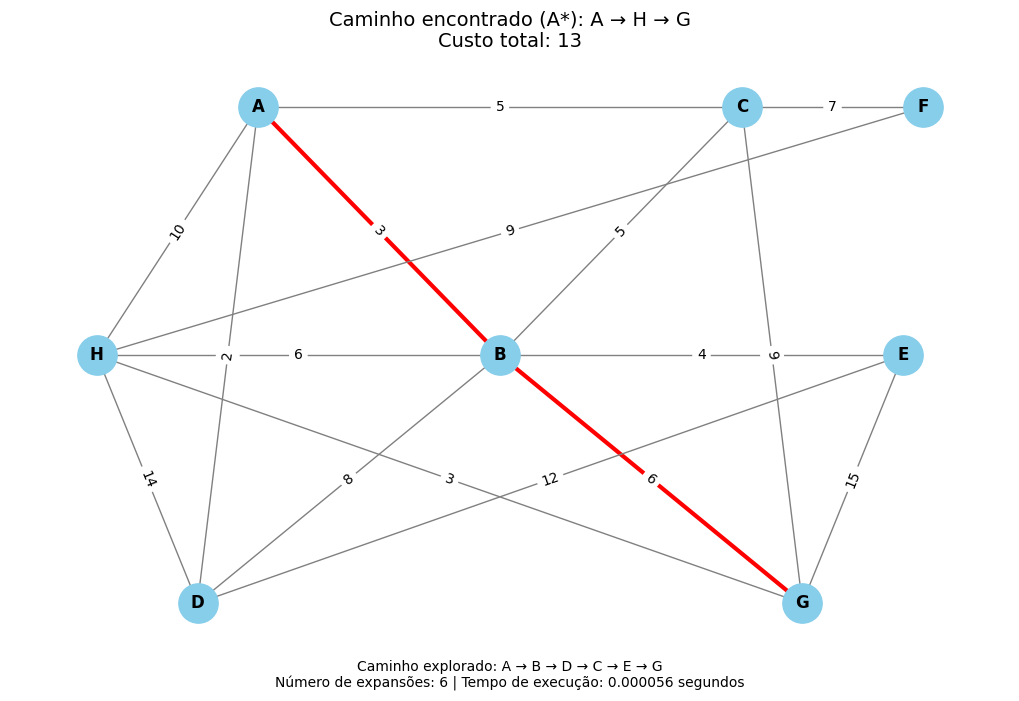 Caminho encontrado (A*): A → H → G
Custo total: 13
A
5
C
7
F
10
3
9
5
H
2
6
B
4
9
E
14
8
3
12
6
15
D
G
Caminho explorado: A → B → D → C → E → G
Número de expansões: 6 | Tempo de execução: 0.000056 segundos